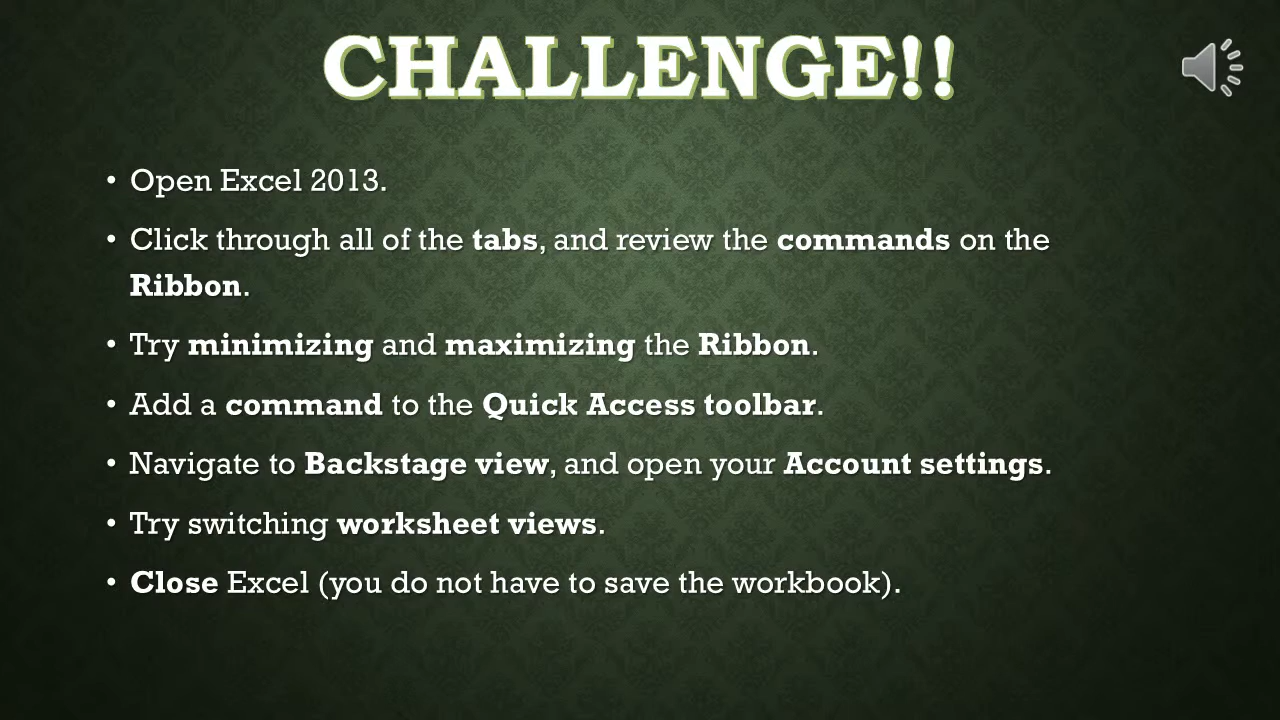 CHALLENGE!!
• Open Excel 2013.
• Click through all of the tabs, and review the commands on the
Ribbon.
• Try minimizing and maximizing the Ribbon.
• Add a command to the Quick Access toolbar.
• Navigate to Backstage view, and open your Account settings.
• Try switching worksheet views.
• Close Excel (you do not have to save the workbook).